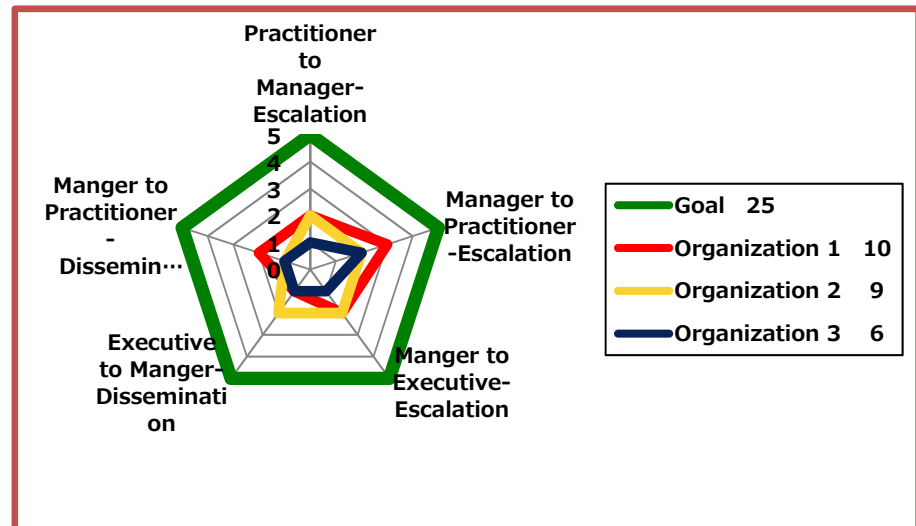 Practitioner
to
Manager-
Escalation
5
4
3
2
1
0
Manager to
Practitioner
-Escalation
Manger to
Executive-
Escalation
Executive
to Manger-
Disseminati
on
Manger to
Practitioner
-
Dissemin…
Goal 25
Organization 1 10
Organization 2 9
Organization 3 6